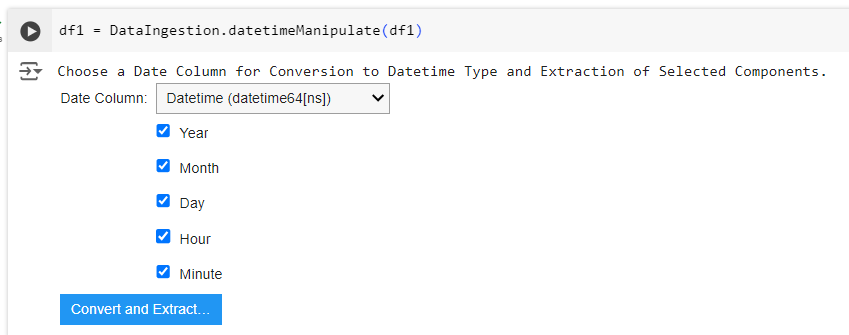 df1 = DataIngestion.datetimeManipulate(df1)
Choose a Date Column for Conversion to Datetime Type and Extraction of Selected Components.
Date Column: Datetime (datetime64[ns])
Year
Month
Day
Hour
Minute
Convert and Extract...